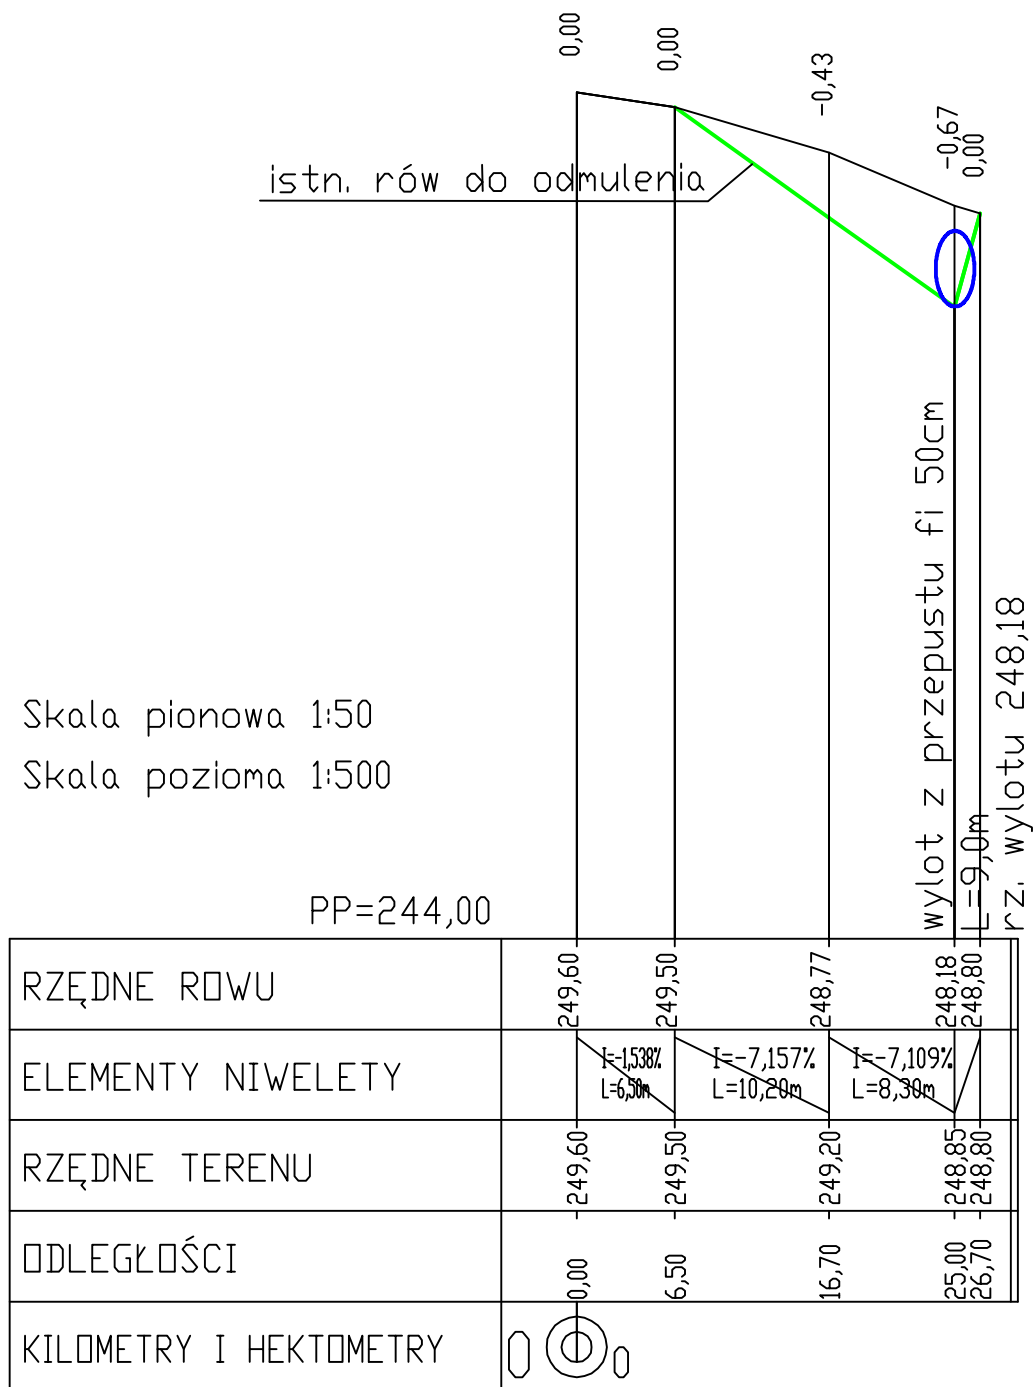 0,00
0,00
-0,43
-0,67
0,00
istn. rów do odmulenia
wylot z przepustu fi 50cm
L=9,0m
rz. wylotu 248,18
Skala pionowa 1:50
Skala pozioma 1:500
PP=244,00
RZĘDNE ROWU 249,60 249,50 248,77 248,18 248,80
ELEMENTY NIWELETY
I=-1,538% I=-7,157% I=-7,109%
L=6,50m L=10,20m L=8,30m
RZĘDNE TERENU 249,60 249,50 249,20 248,85 248,80
ODLEGŁOŚCI 0,00 6,50 16,70 25,00 26,70
KILOMETRY I HEKTOMETRY 0 0